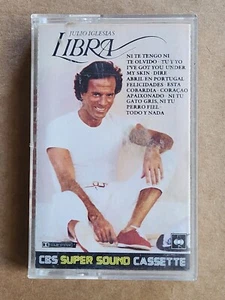 JULIO IGLESIAS
LIBRA
NI TE TENGO NI
TE OLVIDO · TU Y YO
I'VE GOT YOU UNDER
MY SKIN · DIRE
ABRIL EN PORTUGAL
FELICIDADES · ESTA
COBARDIA · CORACAO
APAIXONADO · NI TU
GATO GRIS, NI TU
PERRO FIEL
TODO Y NADA
CBS SUPER SOUND CASSETTE